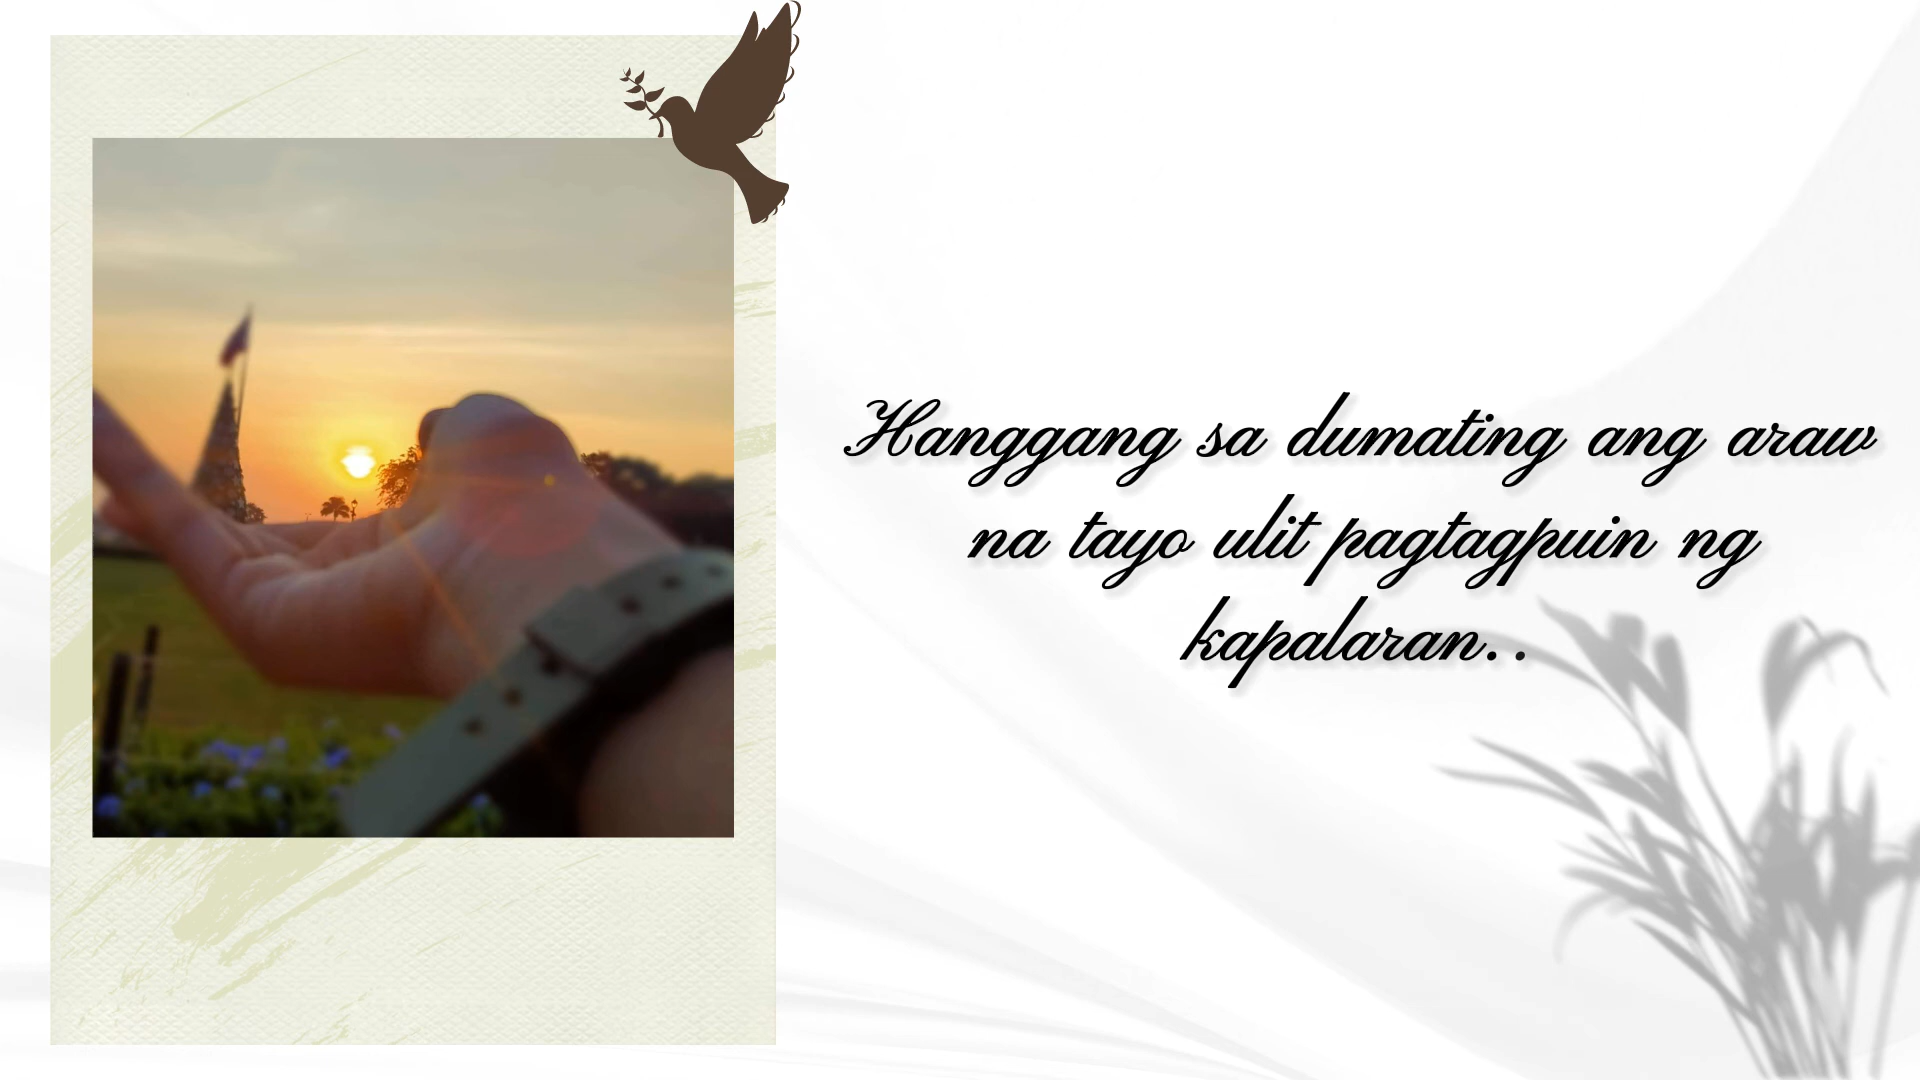 Hanggang sa dumating ang araw
na tayo ulit pagtagpuin ng
kapalaran..